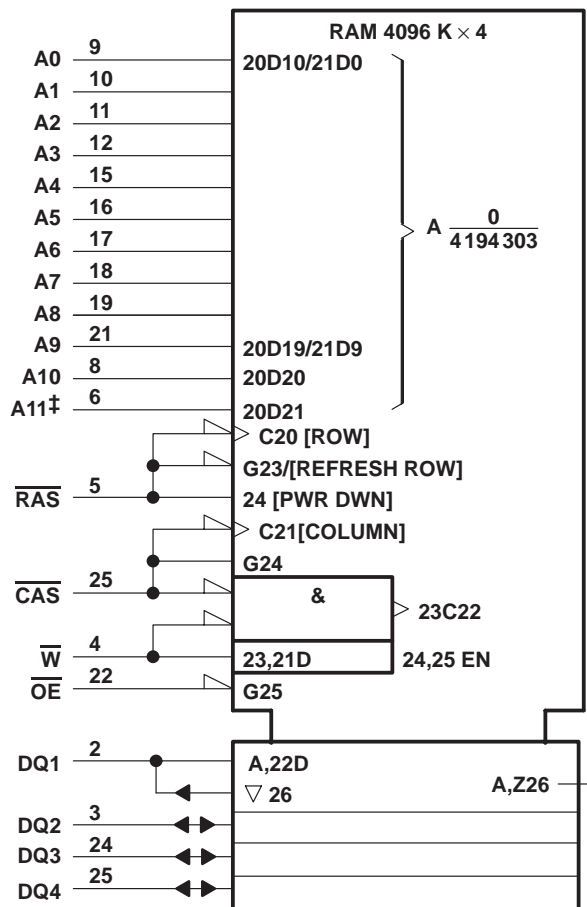 RAM 4096 K × 4
A0 9 20D10/21D0
A1 10
A2 11
A3 12
A4 15
A5 16
A6 17
A7 18
A8 19
A9 21 20D19/21D9
A10 8 20D20
A11‡ 6 20D21
A 0
4194303
C20 [ROW]
G23/[REFRESH ROW]
RAS 5 24 [PWR DWN]
C21[COLUMN]
G24
CAS 25 &
23C22
W 4 23,21D 24,25 EN
OE 22 G25
DQ1 2 A,22D
▽ 26 A,Z26
DQ2 3
DQ3 24
DQ4 25